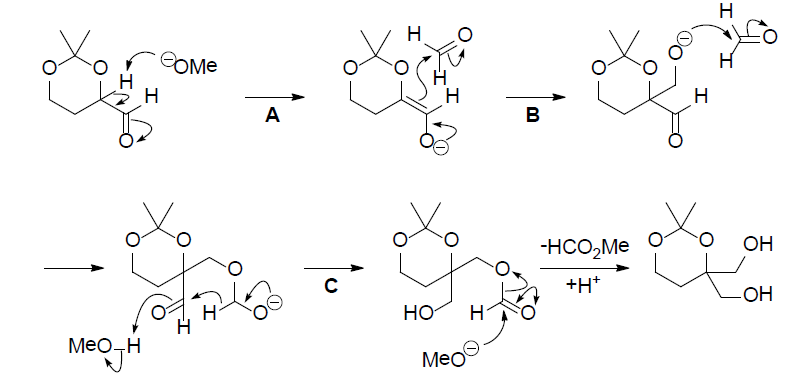 O O H ⊖OMe
H
O
A
O O H O
H
H
O⊖
B
O O O⊖ H O
H
H
O
O O O
O H H O⊖
MeO–H
C
O O O
HO H O
MeO⊖
-HCO₂Me
+H⁺
O O OH
OH